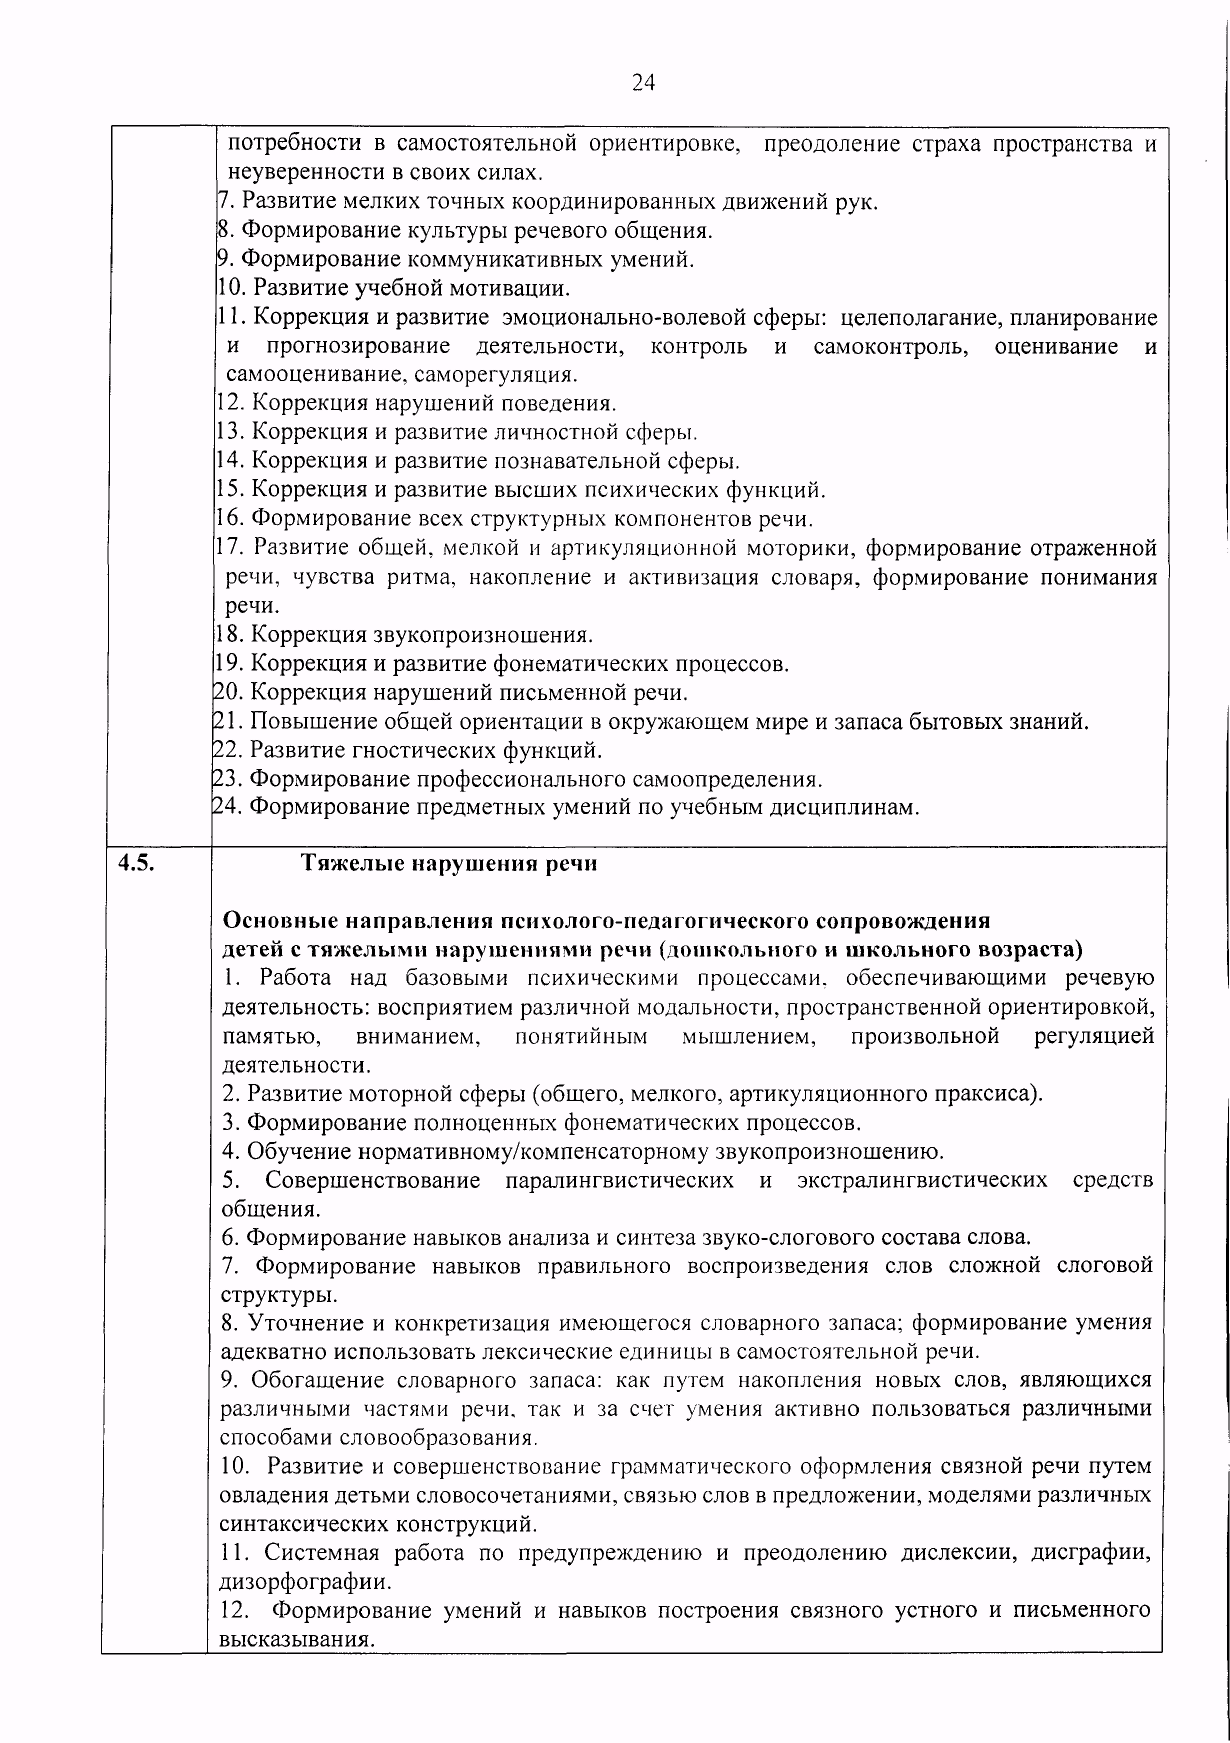 24
потребности в самостоятельной ориентировке, преодоление страха пространства и
неуверенности в своих силах.
7. Развитие мелких точных координированных движений рук.
8. Формирование культуры речевого общения.
9. Формирование коммуникативных умений.
10. Развитие учебной мотивации.
11. Коррекция и развитие эмоционально-волевой сферы: целеполагание, планирование
и прогнозирование деятельности, контроль и самоконтроль, оценивание и
самооценивание, саморегуляция.
12. Коррекция нарушений поведения.
13. Коррекция и развитие личностной сферы.
14. Коррекция и развитие познавательной сферы.
15. Коррекция и развитие высших психических функций.
16. Формирование всех структурных компонентов речи.
17. Развитие общей, мелкой и артикуляционной моторики, формирование отраженной
речи, чувства ритма, накопление и активизация словаря, формирование понимания
речи.
18. Коррекция звукопроизношения.
19. Коррекция и развитие фонематических процессов.
20. Коррекция нарушений письменной речи.
21. Повышение общей ориентации в окружающем мире и запаса бытовых знаний.
22. Развитие гностических функций.
23. Формирование профессионального самоопределения.
24. Формирование предметных умений по учебным дисциплинам.
4.5. Тяжелые нарушения речи
Основные направления психолого-педагогического сопровождения
детей с тяжелыми нарушениями речи (дошкольного и школьного возраста)
1. Работа над базовыми психическими процессами, обеспечивающими речевую
деятельность: восприятием различной модальности, пространственной ориентировкой,
памятью, вниманием, понятийным мышлением, произвольной регуляцией
деятельности.
2. Развитие моторной сферы (общего, мелкого, артикуляционного праксиса).
3. Формирование полноценных фонематических процессов.
4. Обучение нормативному/компенсаторному звукопроизношению.
5. Совершенствование паралингвистических и экстралингвистических средств
общения.
6. Формирование навыков анализа и синтеза звуко-слогового состава слова.
7. Формирование навыков правильного воспроизведения слов сложной слоговой
структуры.
8. Уточнение и конкретизация имеющегося словарного запаса; формирование умения
адекватно использовать лексические единицы в самостоятельной речи.
9. Обогащение словарного запаса: как путем накопления новых слов, являющихся
различными частями речи, так и за счет умения активно пользоваться различными
способами словообразования.
10. Развитие и совершенствование грамматического оформления связной речи путем
овладения детьми словосочетаниями, связью слов в предложении, моделями различных
синтаксических конструкций.
11. Системная работа по предупреждению и преодолению дислексии, дисграфии,
дизорфографии.
12. Формирование умений и навыков построения связного устного и письменного
высказывания.